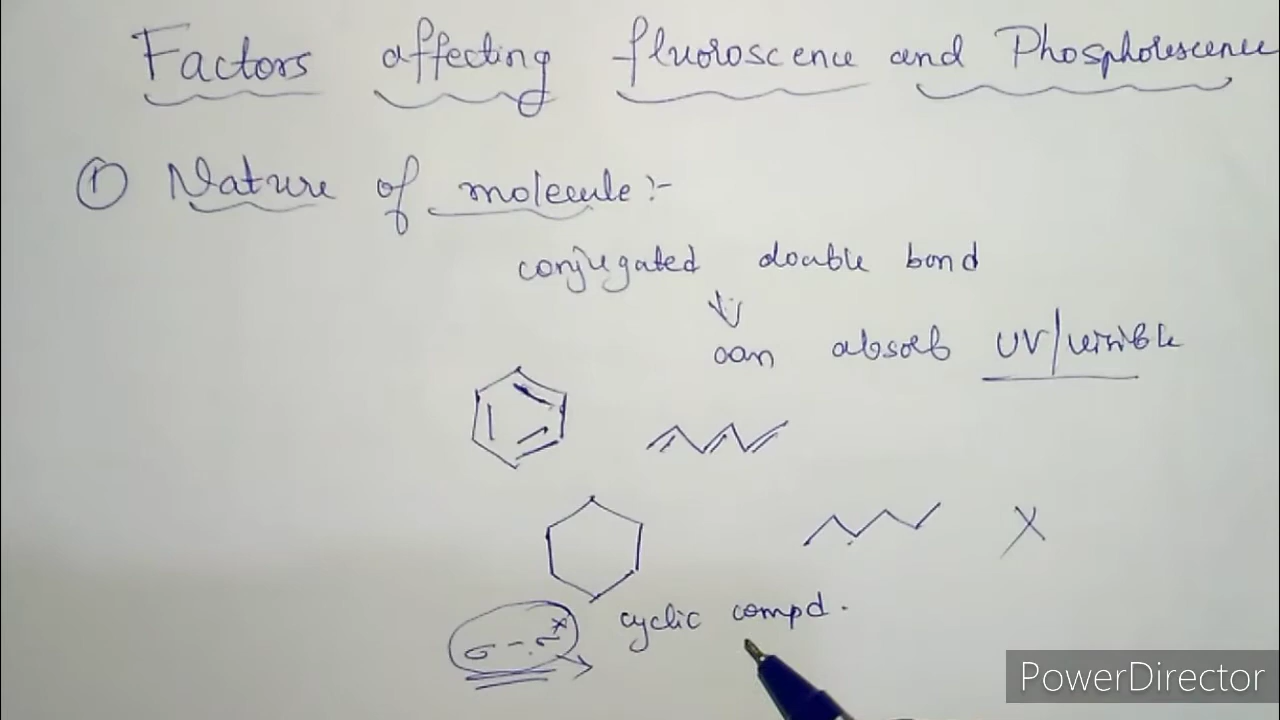 Factors affecting fluoroscence and Phosphorescence
① Nature of molecule:-
conjugated double bond
can absorb UV/visible
X
cyclic compd.
σ-σ*
PowerDirector